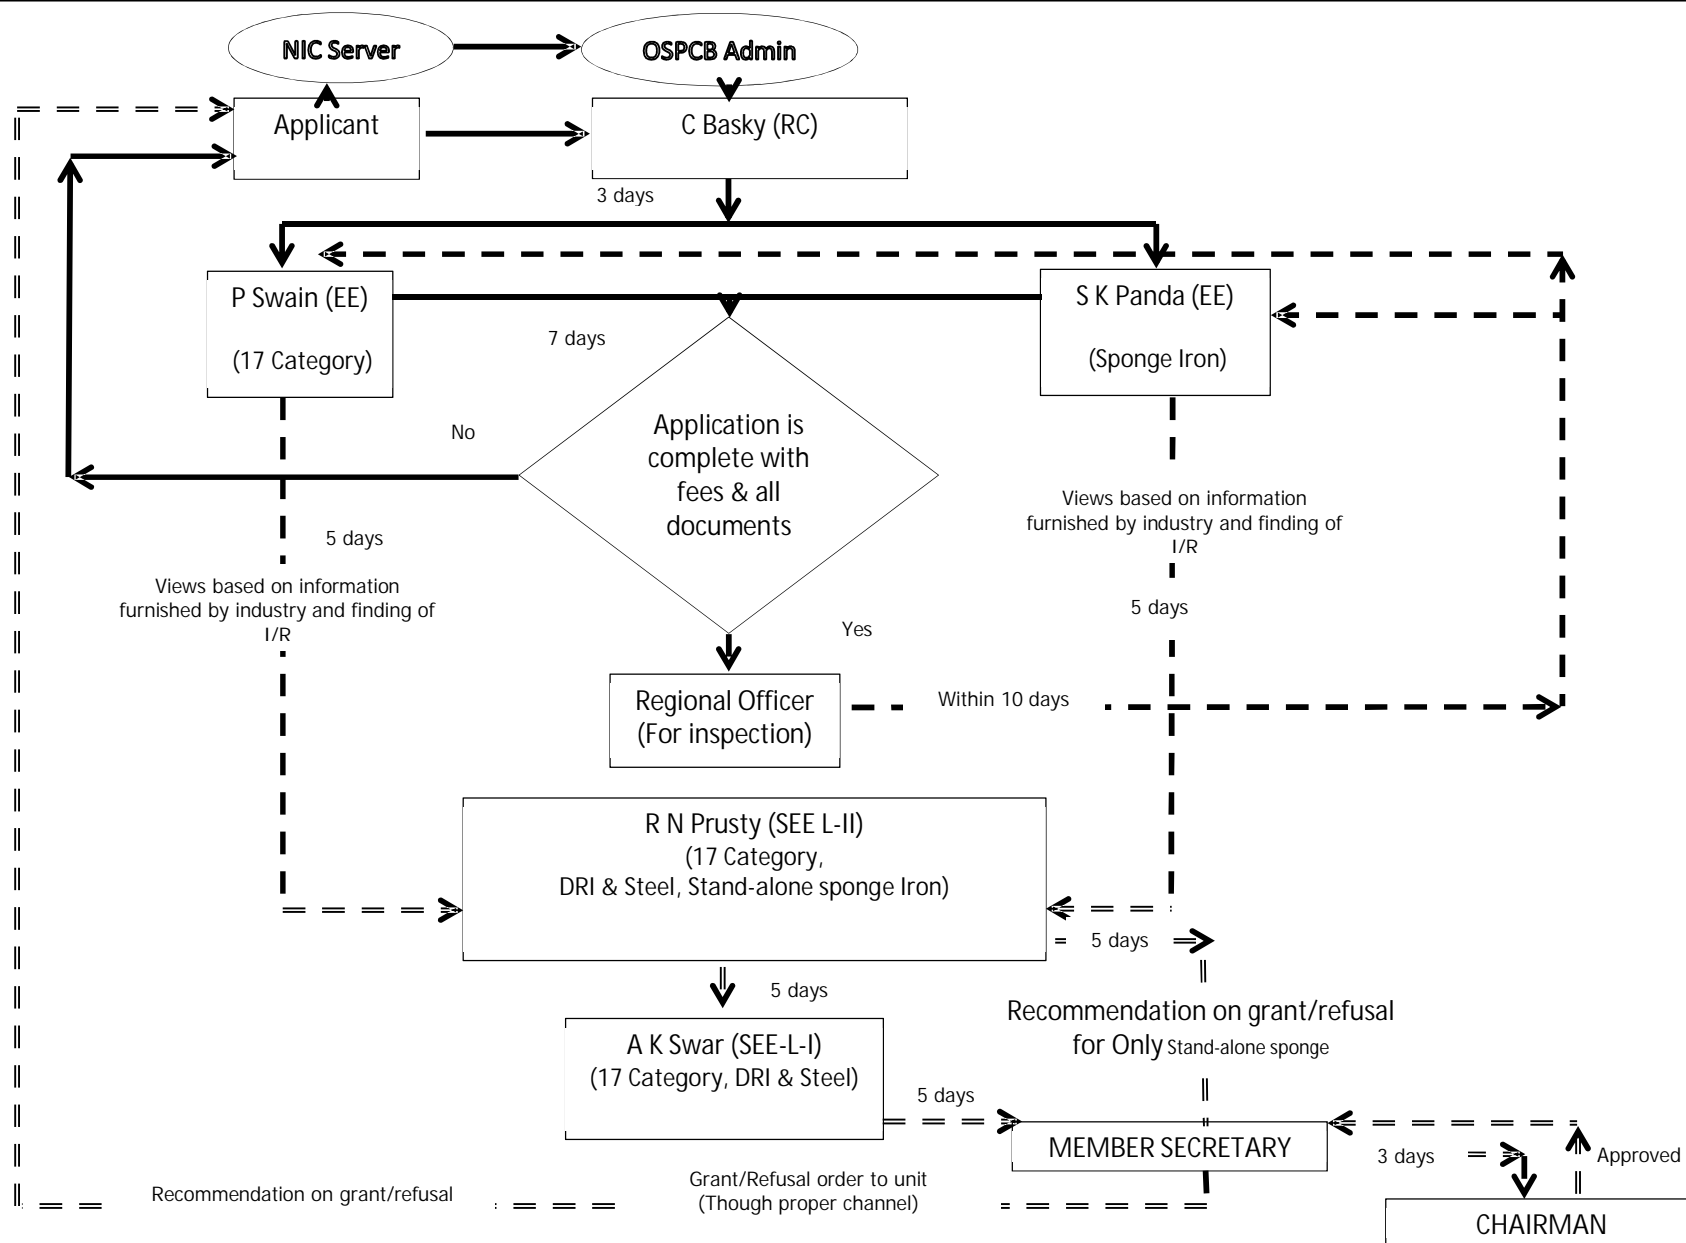 NIC Server
OSPCB Admin
Applicant
C Basky (RC)
3 days
P Swain (EE)
(17 Category)
7 days
S K Panda (EE)
(Sponge Iron)
Application is
complete with
fees & all
documents
No
5 days
Views based on information
furnished by industry and finding of
I/R
Views based on information
furnished by industry and finding of
I/R
5 days
Yes
Regional Officer
(For inspection)
Within 10 days
R N Prusty (SEE L-II)
(17 Category,
DRI & Steel, Stand-alone sponge Iron)
5 days
5 days
Recommendation on grant/refusal
for Only Stand-alone sponge
A K Swar (SEE-L-I)
(17 Category, DRI & Steel)
5 days
MEMBER SECRETARY
3 days
Approved
Recommendation on grant/refusal
Grant/Refusal order to unit
(Though proper channel)
CHAIRMAN